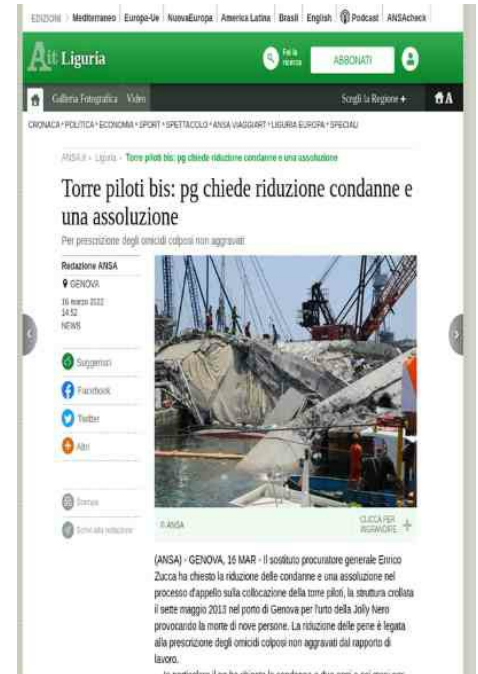 EDIZIONI Mediterraneo Europa-Ue NuovaEuropa America Latina Brasil English Podcast ANSAcheck
Ait Liguria
Fai la
ricerca
ABBONATI
Galleria Fotografica Video
Scegli la Regione +
CRONACA • POLITICA • ECONOMIA • SPORT • SPETTACOLO • ANSA VIAGGIART • LIGURIA EUROPA • SPECIALI
ANSA.it › Liguria › Torre piloti bis: pg chiede riduzione condanne e una assoluzione
Torre piloti bis: pg chiede riduzione condanne e
una assoluzione
Per prescrizione degli omicidi colposi non aggravati
Redazione ANSA
GENOVA
16 marzo 2022
14:52
NEWS
Suggerisci
Facebook
Twitter
Altri
Stampa
Scrivi alla redazione
© ANSA
CLICCA PER
INGRANDIRE +
(ANSA) - GENOVA, 16 MAR - Il sostituto procuratore generale Enrico
Zucca ha chiesto la riduzione delle condanne e una assoluzione nel
processo d'appello sulla collocazione della torre piloti, la struttura crollata
il sette maggio 2013 nel porto di Genova per l'urto della Jolly Nero
provocando la morte di nove persone. La riduzione delle pene è legata
alla prescrizione degli omicidi colposi non aggravati dal rapporto di
lavoro.